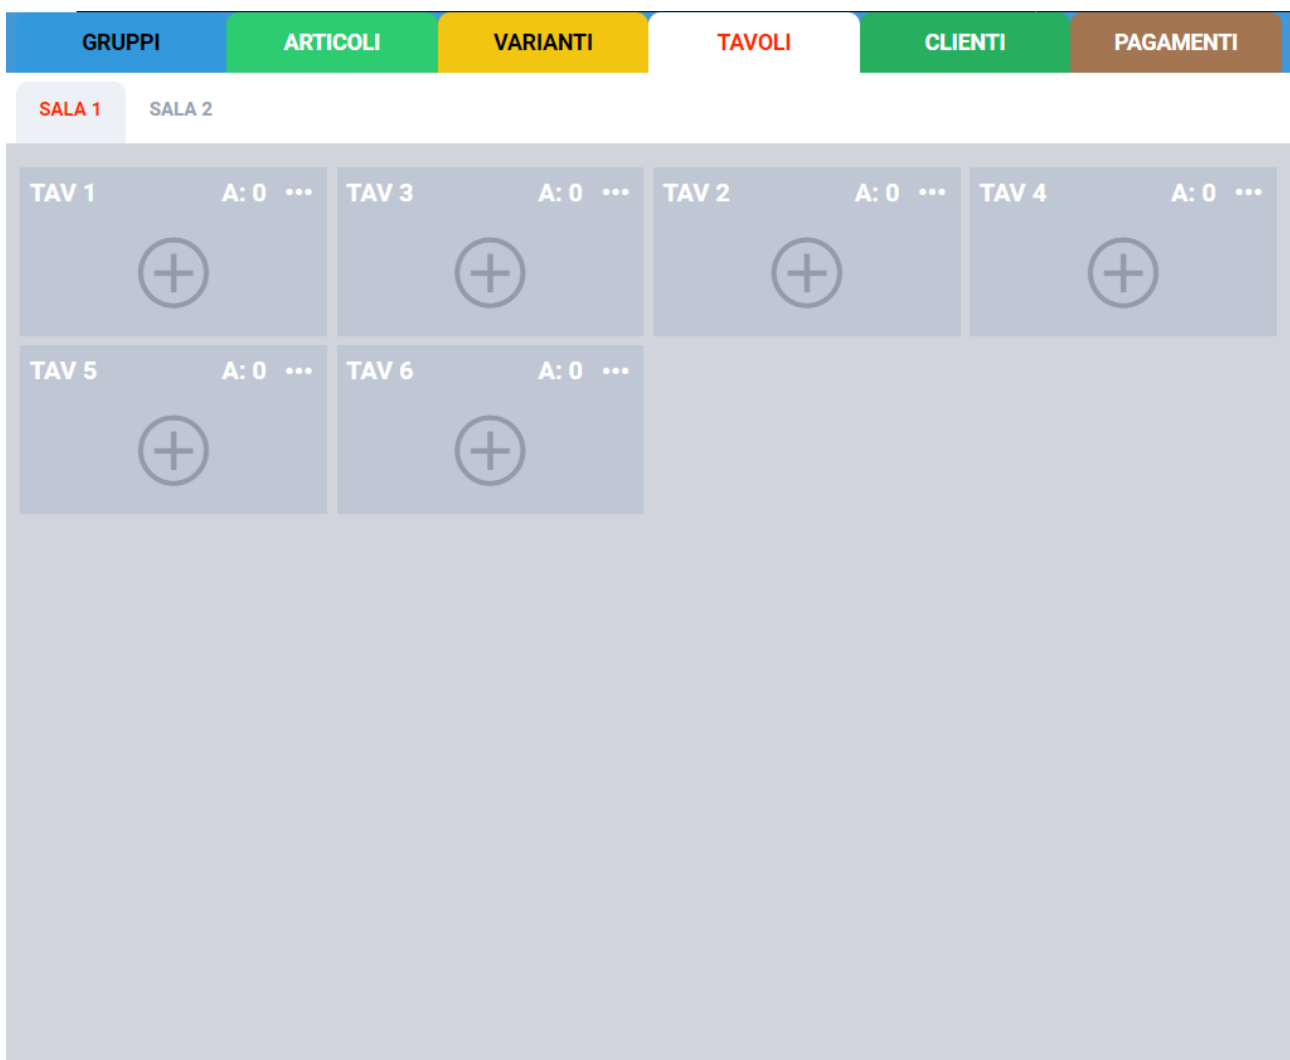 GRUPPI ARTICOLI VARIANTI TAVOLI CLIENTI PAGAMENTI
SALA 1 SALA 2
TAV 1 A: 0 ••• TAV 3 A: 0 ••• TAV 2 A: 0 ••• TAV 4 A: 0 •••
TAV 5 A: 0 ••• TAV 6 A: 0 •••